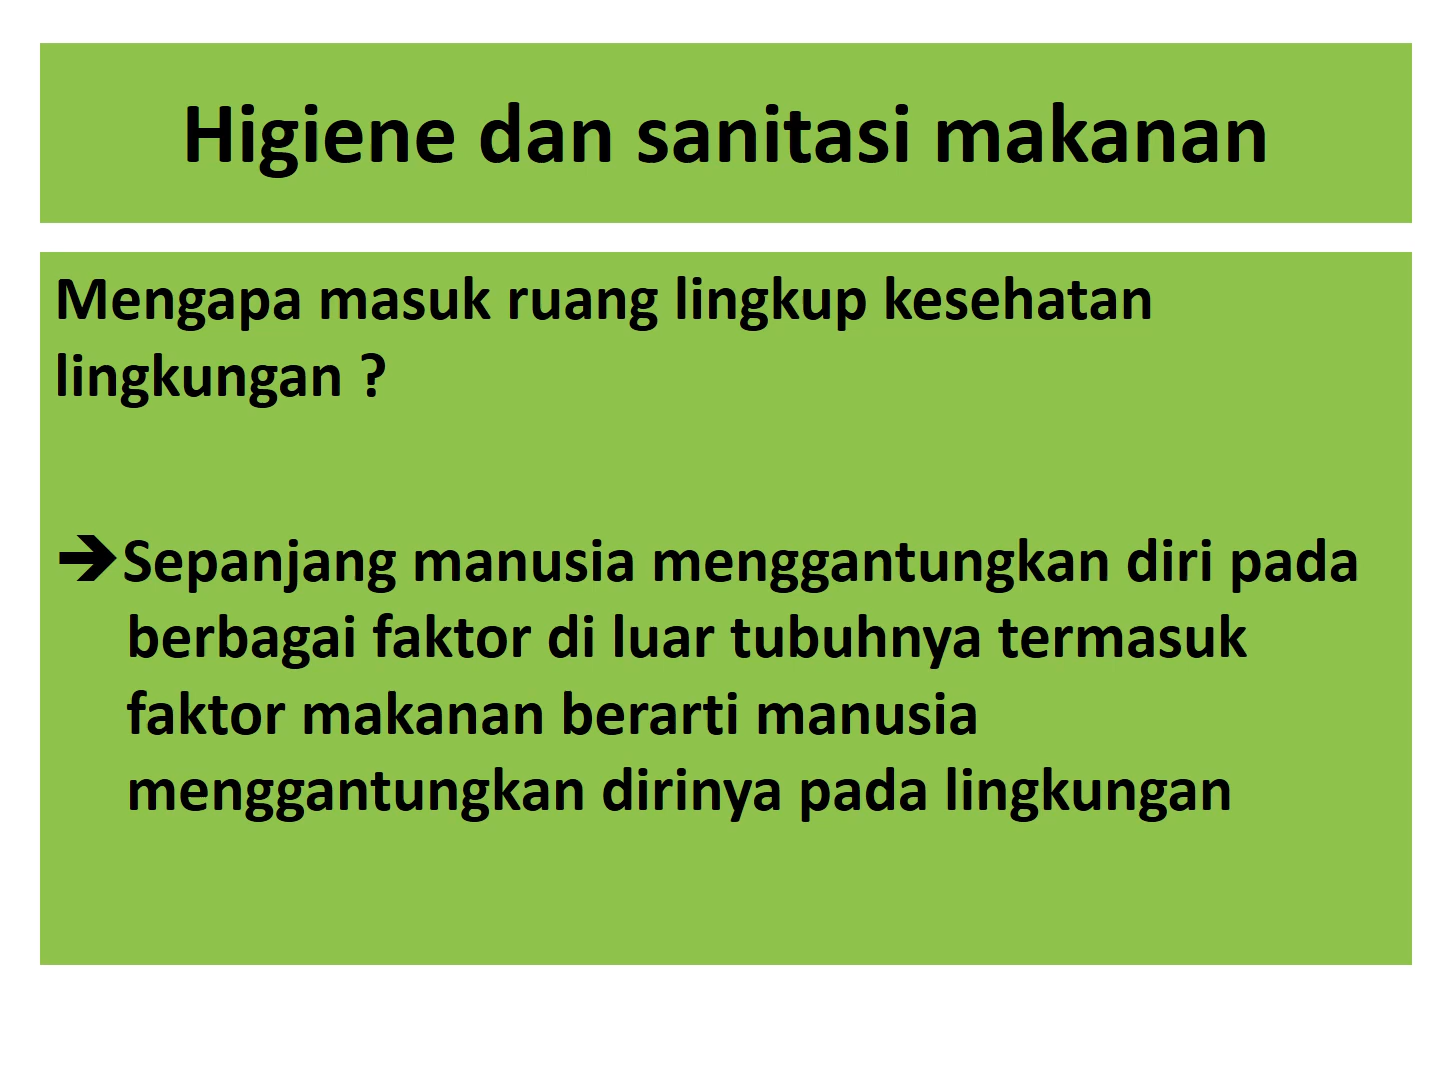 Higiene dan sanitasi makanan
Mengapa masuk ruang lingkup kesehatan
lingkungan ?
➔Sepanjang manusia menggantungkan diri pada
berbagai faktor di luar tubuhnya termasuk
faktor makanan berarti manusia
menggantungkan dirinya pada lingkungan